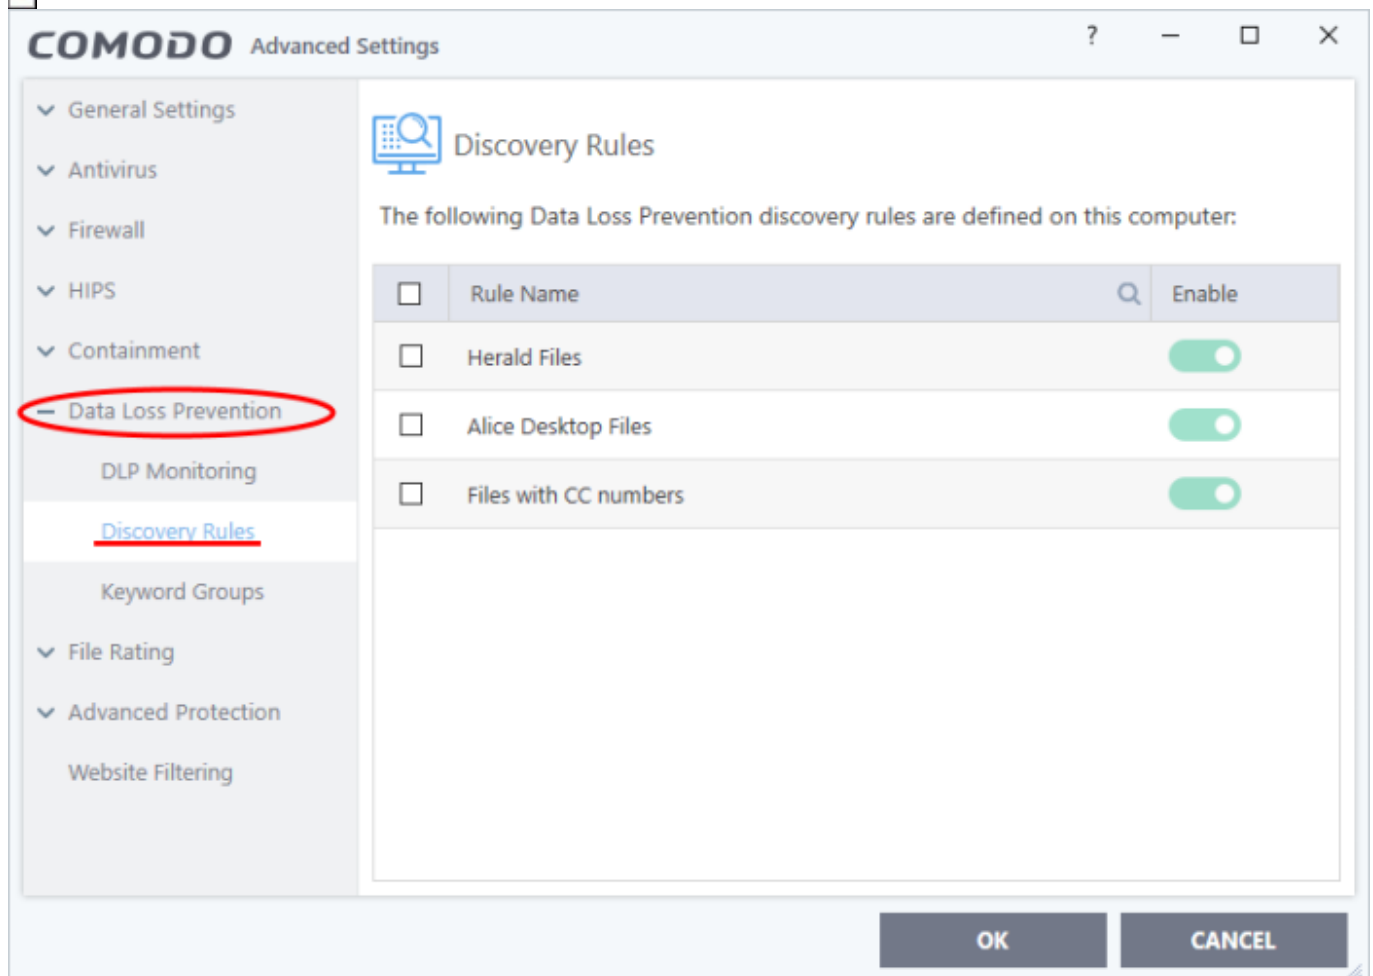 COMODO Advanced Settings ?
General Settings
Antivirus
Firewall
HIPS
Containment
Data Loss Prevention
DLP Monitoring
Discovery Rules
Keyword Groups
File Rating
Advanced Protection
Website Filtering
Discovery Rules
The following Data Loss Prevention discovery rules are defined on this computer:
Rule Name Enable
Herald Files
Alice Desktop Files
Files with CC numbers
OK CANCEL